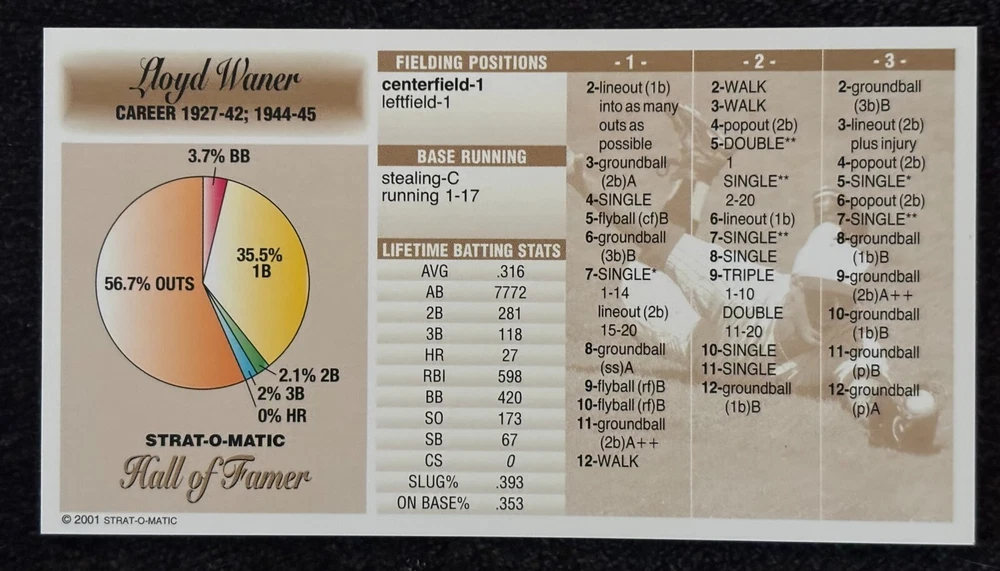 Lloyd Waner
CAREER 1927-42; 1944-45
3.7% BB
35.5%
1B
56.7% OUTS
2.1% 2B
2% 3B
0% HR
STRAT-O-MATIC
Hall of Famer
© 2001 STRAT-O-MATIC
FIELDING POSITIONS
centerfield-1
leftfield-1
BASE RUNNING
stealing-C
running 1-17
LIFETIME BATTING STATS
AVG .316
AB 7772
2B 281
3B 118
HR 27
RBI 598
BB 420
SO 173
SB 67
CS 0
SLUG% .393
ON BASE% .353
- 1 -
2-lineout (1b)
into as many
outs as
possible
3-groundball
(2b)A
4-SINGLE
5-flyball (cf)B
6-groundball
(3b)B
7-SINGLE*
1-14
lineout (2b)
15-20
8-groundball
(ss)A
9-flyball (rf)B
10-flyball (rf)B
11-groundball
(2b)A++
12-WALK
- 2 -
2-WALK
3-WALK
4-popout (2b)
5-DOUBLE**
1
SINGLE**
2-20
6-lineout (1b)
7-SINGLE**
8-SINGLE
9-TRIPLE
1-10
DOUBLE
11-20
10-SINGLE
11-SINGLE
12-groundball
(1b)B
- 3 -
2-groundball
(3b)B
3-lineout (2b)
plus injury
4-popout (2b)
5-SINGLE*
6-popout (2b)
7-SINGLE**
8-groundball
(1b)B
9-groundball
(2b)A++
10-groundball
(1b)B
11-groundball
(p)B
12-groundball
(p)A